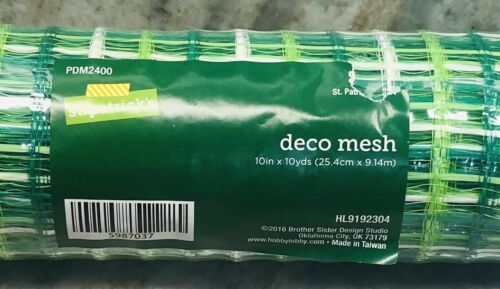 PDM2400
St.patrick's
St. Pat
deco mesh
10in x 10yds (25.4cm x 9.14m)
HL9192304
©2016 Brother Sister Design Studio
Oklahoma City, OK 73179
www.hobbylobby.com • Made in Taiwan
5987037